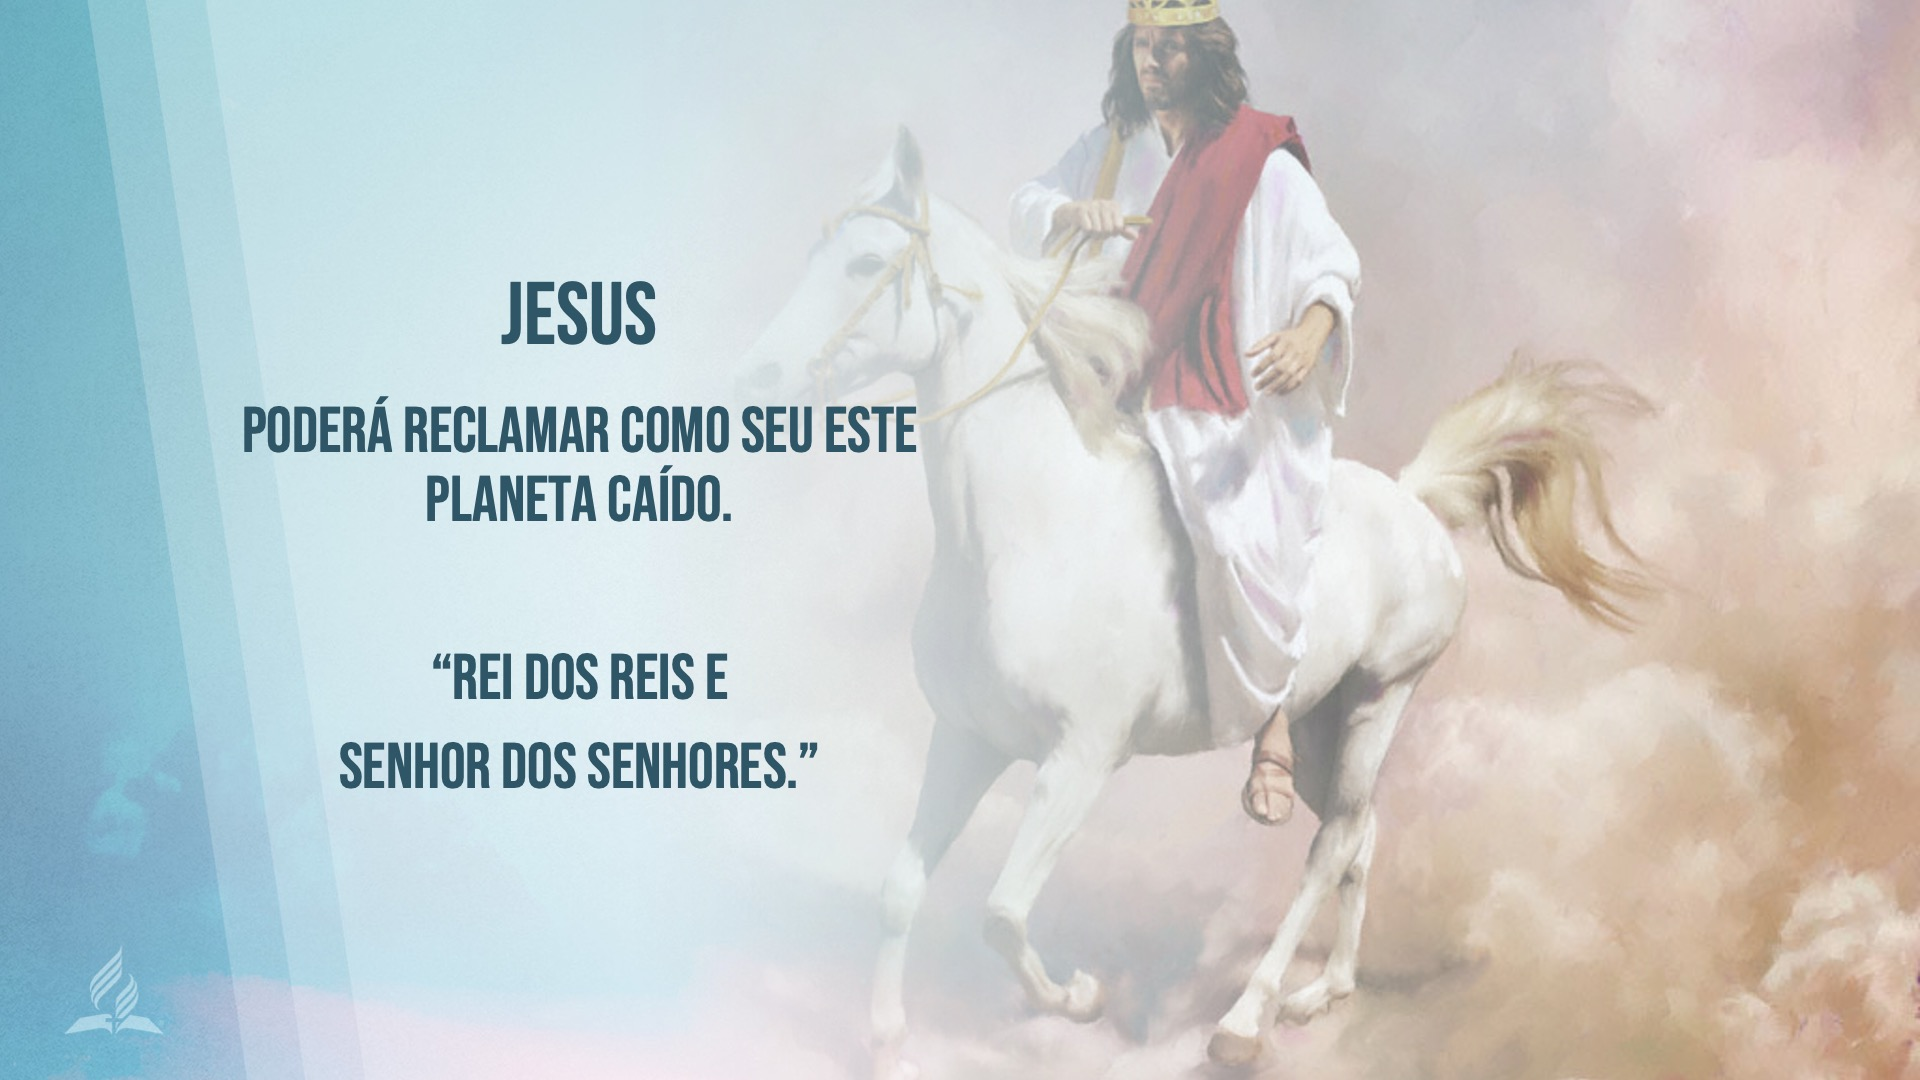 JESUS
PODERÁ RECLAMAR COMO SEU ESTE
PLANETA CAÍDO.
“REI DOS REIS E
SENHOR DOS SENHORES.”